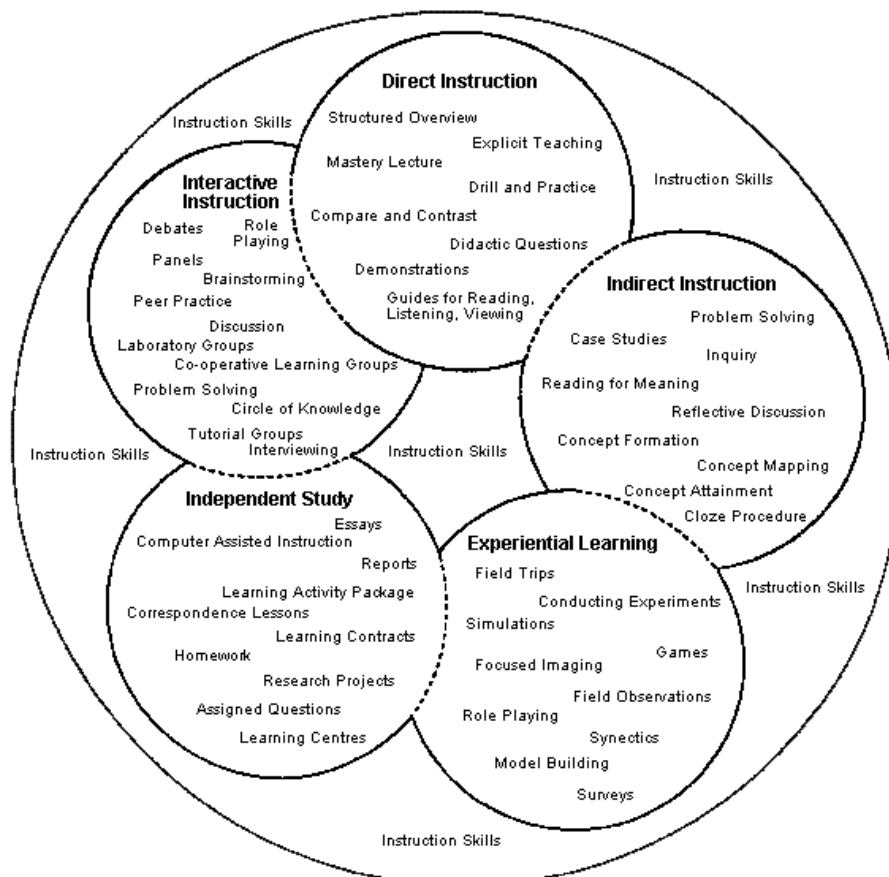 Direct Instruction
Structured Overview
Explicit Teaching
Mastery Lecture
Drill and Practice
Compare and Contrast
Didactic Questions
Demonstrations
Guides for Reading,
Listening, Viewing
Instruction Skills
Instruction Skills
Interactive
Instruction
Debates
Role
Playing
Panels
Brainstorming
Peer Practice
Discussion
Laboratory Groups
Co-operative Learning Groups
Problem Solving
Circle of Knowledge
Tutorial Groups
Interviewing
Indirect Instruction
Problem Solving
Case Studies
Inquiry
Reading for Meaning
Reflective Discussion
Concept Formation
Concept Mapping
Concept Attainment
Cloze Procedure
Instruction Skills
Instruction Skills
Independent Study
Essays
Computer Assisted Instruction
Reports
Learning Activity Package
Correspondence Lessons
Learning Contracts
Homework
Research Projects
Assigned Questions
Learning Centres
Experiential Learning
Field Trips
Conducting Experiments
Simulations
Games
Focused Imaging
Field Observations
Role Playing
Synectics
Model Building
Surveys
Instruction Skills
Instruction Skills